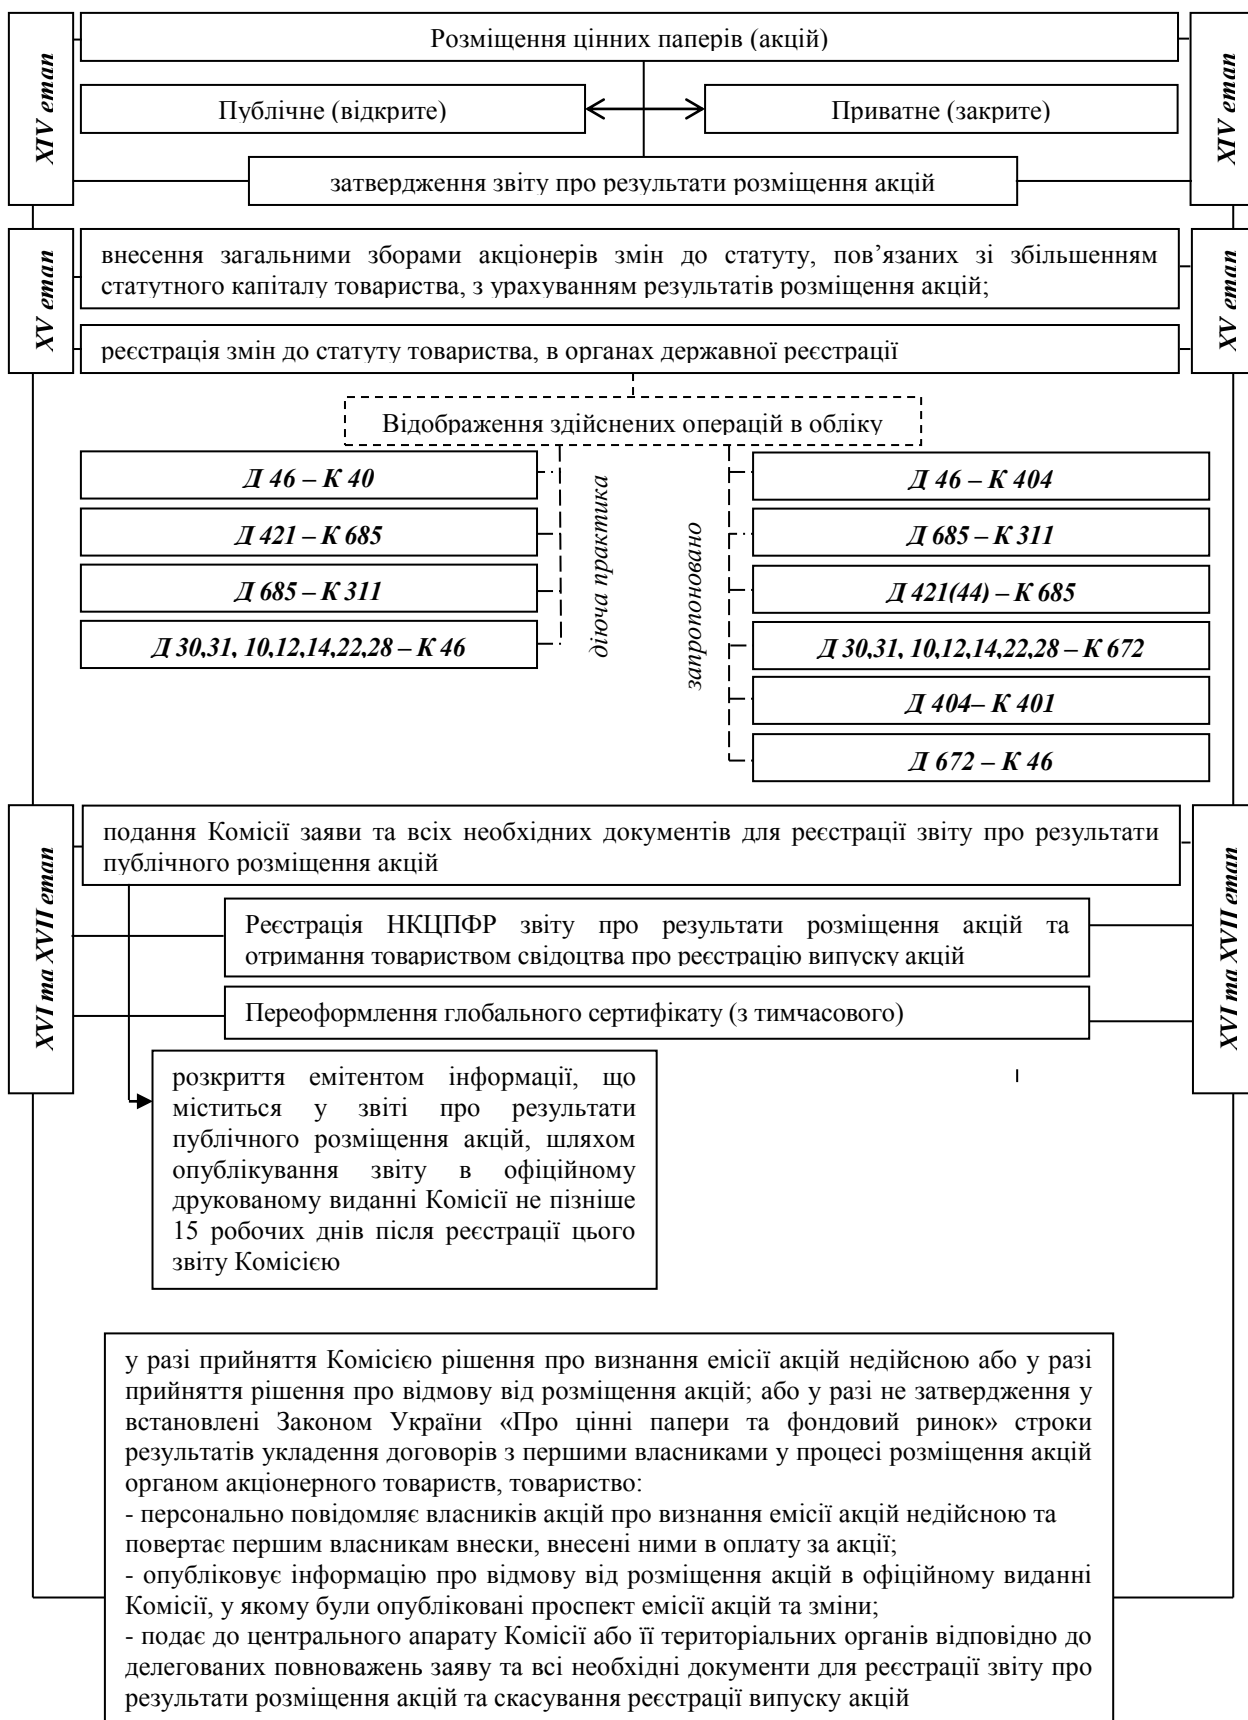 XIV етап
Розміщення цінних паперів (акцій)
XIV етап
Публічне (відкрите)
Приватне (закрите)
затвердження звіту про результати розміщення акцій
XV етап
внесення загальними зборами акціонерів змін до статуту, пов’язаних зі збільшенням
статутного капіталу товариства, з урахуванням результатів розміщення акцій;
XV етап
реєстрація змін до статуту товариства, в органах державної реєстрації
Відображення здійснених операцій в обліку
діюча практика
Д 46 – К 40
Д 421 – К 685
Д 685 – К 311
Д 30,31, 10,12,14,22,28 – К 46
запропоновано
Д 46 – К 404
Д 685 – К 311
Д 421(44) – К 685
Д 30,31, 10,12,14,22,28 – К 672
Д 404– К 401
Д 672 – К 46
XVI та XVII етап
подання Комісії заяви та всіх необхідних документів для реєстрації звіту про результати
публічного розміщення акцій
XVI та XVII етап
Реєстрація НКЦПФР звіту про результати розміщення акцій та
отримання товариством свідоцтва про реєстрацію випуску акцій
Переоформлення глобального сертифікату (з тимчасового)
розкриття емітентом інформації, що
міститься у звіті про результати
публічного розміщення акцій, шляхом
опублікування звіту в офіційному
друкованому виданні Комісії не пізніше
15 робочих днів після реєстрації цього
звіту Комісією
у разі прийняття Комісією рішення про визнання емісії акцій недійсною або у разі
прийняття рішення про відмову від розміщення акцій; або у разі не затвердження у
встановлені Законом України «Про цінні папери та фондовий ринок» строки
результатів укладення договорів з першими власниками у процесі розміщення акцій
органом акціонерного товариств, товариство:
- персонально повідомляє власників акцій про визнання емісії акцій недійсною та
повертає першим власникам внески, внесені ними в оплату за акції;
- опубліковує інформацію про відмову від розміщення акцій в офіційному виданні
Комісії, у якому були опубліковані проспект емісії акцій та зміни;
- подає до центрального апарату Комісії або її територіальних органів відповідно до
делегованих повноважень заяву та всі необхідні документи для реєстрації звіту про
результати розміщення акцій та скасування реєстрації випуску акцій